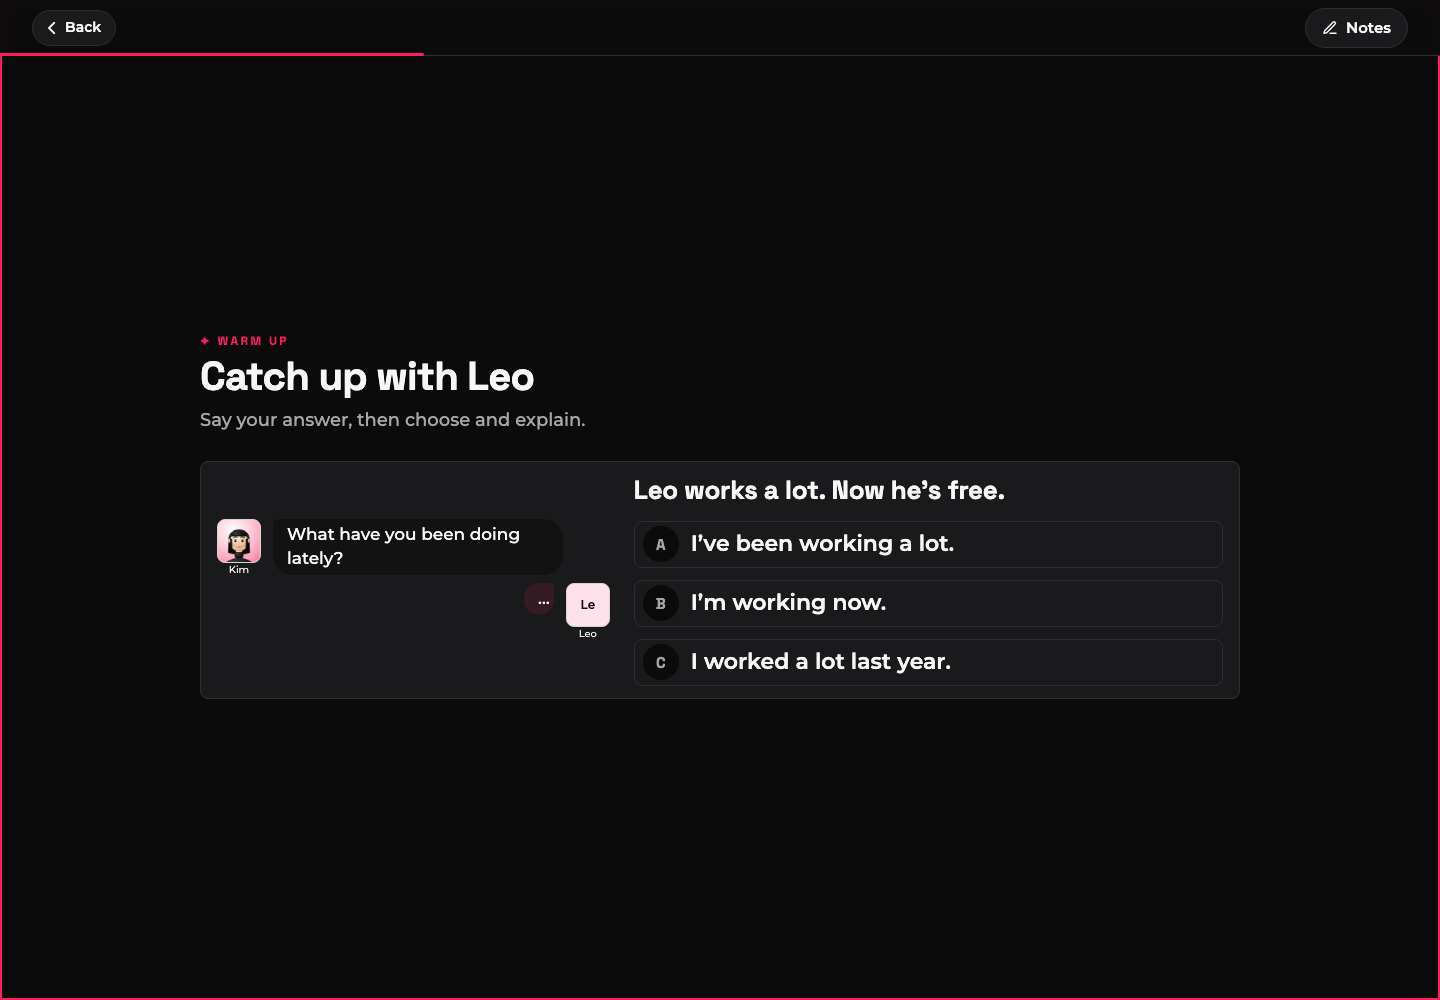 Back
Notes
WARM UP
Catch up with Leo
Say your answer, then choose and explain.
What have you been doing
lately?
Kim
...
Le
Leo
Leo works a lot. Now he’s free.
A I’ve been working a lot.
B I’m working now.
C I worked a lot last year.